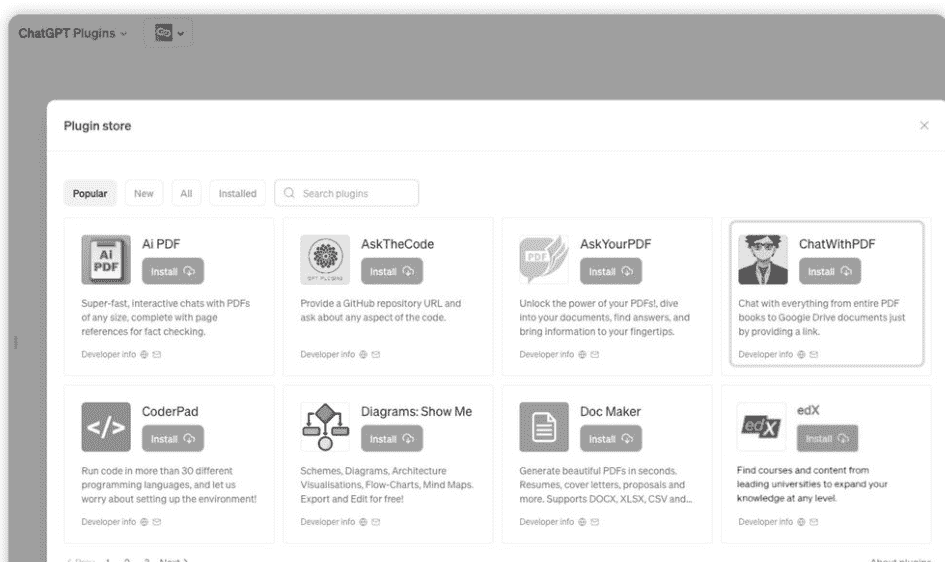 ChatGPT Plugins
Plugin store
Popular New All Installed Search plugins
Ai PDF
Ai
PDF
Install
Super-fast, interactive chats with PDFs
of any size, complete with page
references for fact checking.
Developer info
AskTheCode
GPT PLUGINS
Install
Provide a GitHub repository URL and
ask about any aspect of the code.
Developer info
AskYourPDF
PDF
Install
Unlock the power of your PDFs!, dive
into your documents, find answers, and
bring information to your fingertips.
Developer info
ChatWithPDF
Install
Chat with everything from entire PDF
books to Google Drive documents just
by providing a link.
Developer info
CoderPad
</>
Install
Run code in more than 30 different
programming languages, and let us
worry about setting up the environment!
Developer info
Diagrams: Show Me
Install
Schemes, Diagrams, Architecture
Visualisations, Flow-Charts, Mind Maps.
Export and Edit for free!
Developer info
Doc Maker
Install
Generate beautiful PDFs in seconds.
Resumes, cover letters, proposals and
more. Supports DOCX, XLSX, CSV and...
Developer info
edX
edX
Install
Find courses and content from
leading universities to expand your
knowledge at any level.
Developer info
Prev 1 2 3 Next
About plugins